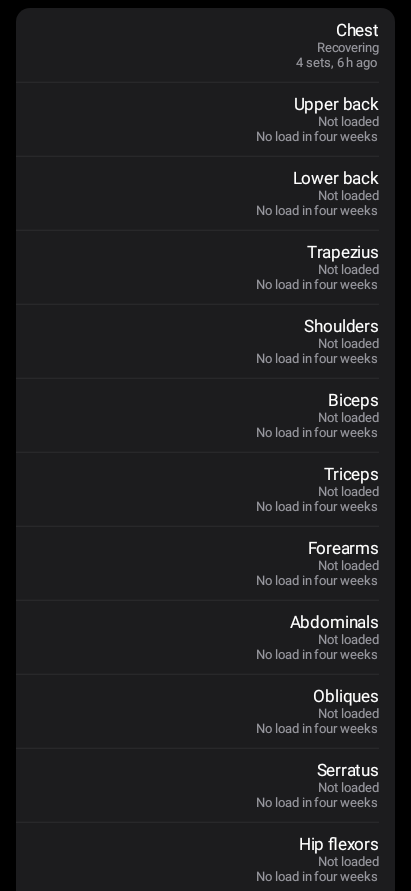 Chest
Recovering
4 sets, 6 h ago
Upper back
Not loaded
No load in four weeks
Lower back
Not loaded
No load in four weeks
Trapezius
Not loaded
No load in four weeks
Shoulders
Not loaded
No load in four weeks
Biceps
Not loaded
No load in four weeks
Triceps
Not loaded
No load in four weeks
Forearms
Not loaded
No load in four weeks
Abdominals
Not loaded
No load in four weeks
Obliques
Not loaded
No load in four weeks
Serratus
Not loaded
No load in four weeks
Hip flexors
Not loaded
No load in four weeks